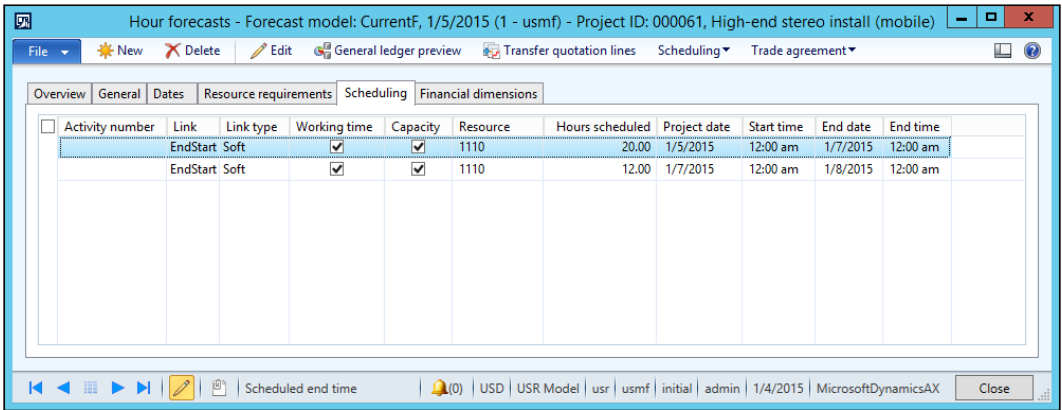 Hour forecasts - Forecast model: CurrentF, 1/5/2015 (1 - usmf) - Project ID: 000061, High-end stereo install (mobile)
File New Delete Edit General ledger preview Transfer quotation lines Scheduling Trade agreement
Overview General Dates Resource requirements Scheduling Financial dimensions
Activity number Link Link type Working time Capacity Resource Hours scheduled Project date Start time End date End time
EndStart Soft 1110 20.00 1/5/2015 12:00 am 1/7/2015 12:00 am
EndStart Soft 1110 12.00 1/7/2015 12:00 am 1/8/2015 12:00 am
Scheduled end time (0) USD USR Model usr usmf initial admin 1/4/2015 MicrosoftDynamicsAX Close